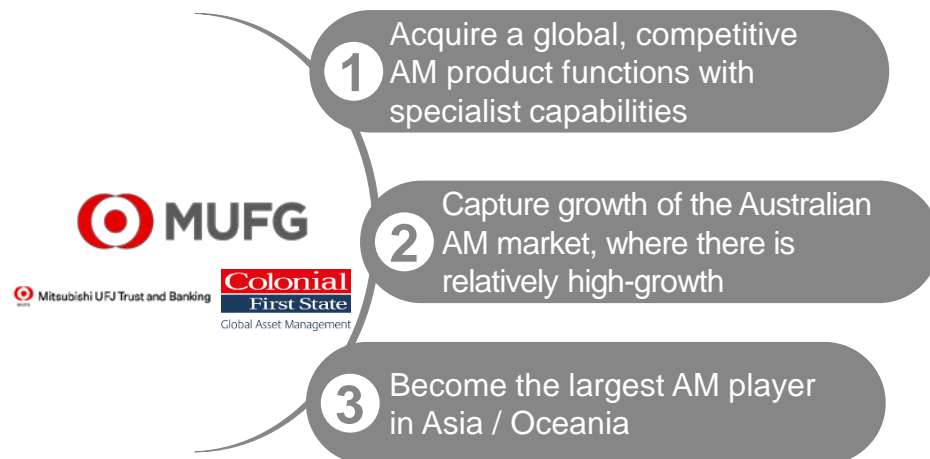 1
Acquire a global, competitive
AM product functions with
specialist capabilities
MUFG
Mitsubishi UFJ Trust and Banking
MUFG
Colonial
First State
Global Asset Management
2
Capture growth of the Australian
AM market, where there is
relatively high-growth
3
Become the largest AM player
in Asia / Oceania